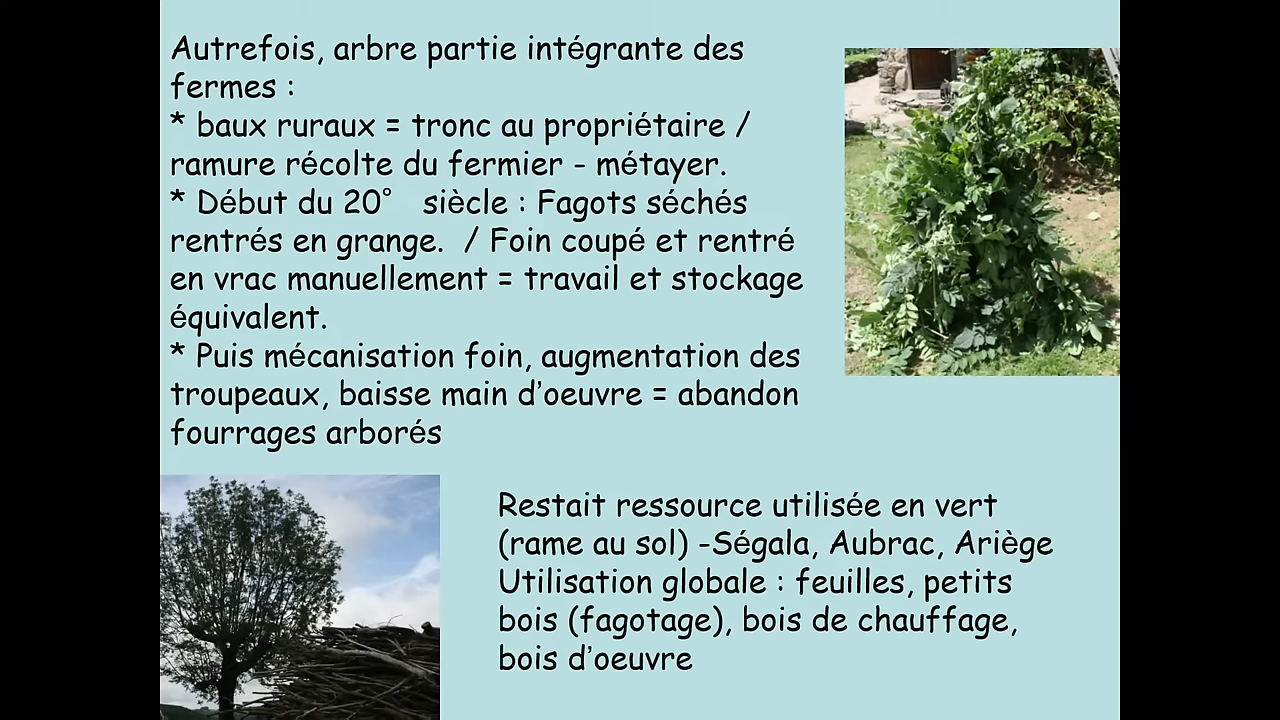 Autrefois, arbre partie intégrante des
fermes :
* baux ruraux = tronc au propriétaire /
ramure récolte du fermier - métayer.
* Début du 20° siècle : Fagots séchés
rentrés en grange. / Foin coupé et rentré
en vrac manuellement = travail et stockage
équivalent.
* Puis mécanisation foin, augmentation des
troupeaux, baisse main d’oeuvre = abandon
fourrages arborés
Restait ressource utilisée en vert
(rame au sol) -Ségala, Aubrac, Ariège
Utilisation globale : feuilles, petits
bois (fagotage), bois de chauffage,
bois d’oeuvre